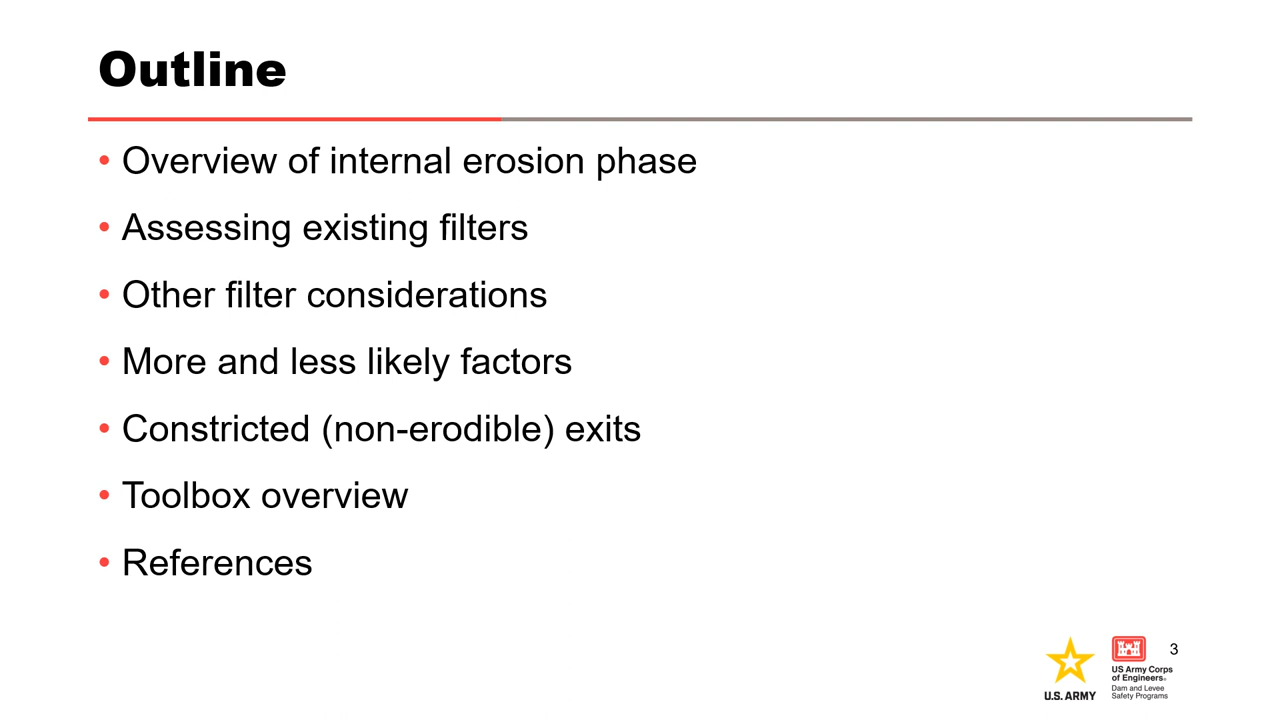 Outline
• Overview of internal erosion phase
• Assessing existing filters
• Other filter considerations
• More and less likely factors
• Constricted (non-erodible) exits
• Toolbox overview
• References
3
U.S. ARMY
US Army Corps
of Engineers®
Dam and Levee
Safety Programs